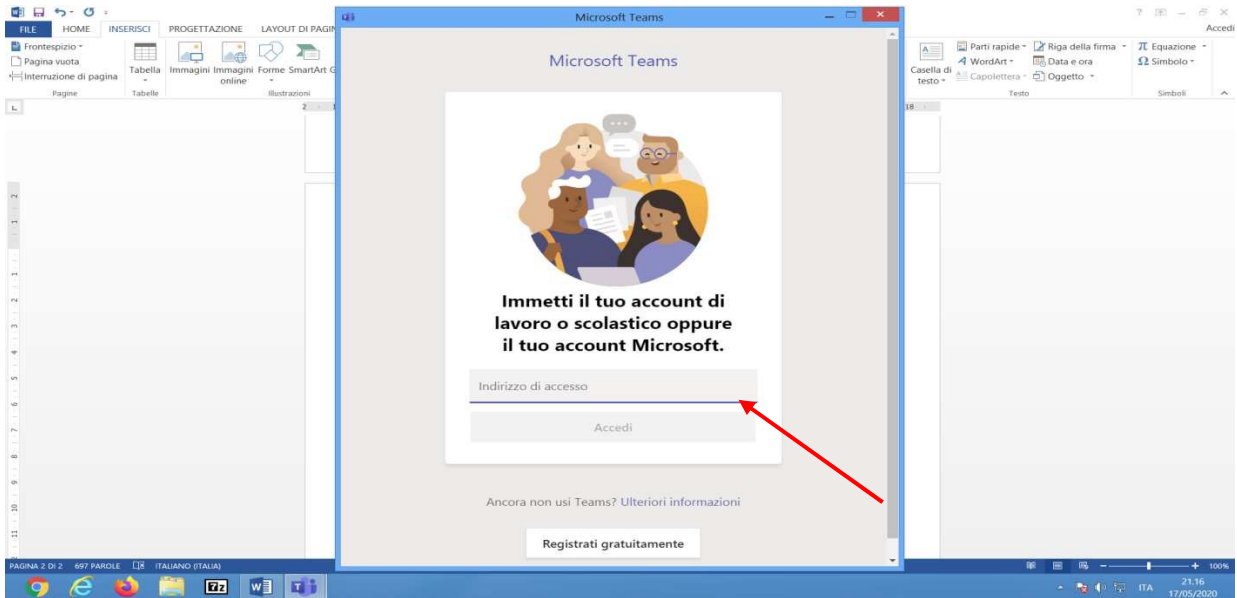 Microsoft Teams
Accedi
FILE HOME INSERISCI PROGETTAZIONE LAYOUT DI PAGIN
Frontespizio
Pagina vuota
Interruzione di pagina
Pagine
Tabella
Tabelle
Immagini Immagini online Forme SmartArt G
Illustrazioni
Casella di testo
Parti rapide
WordArt
Capolettera
Riga della firma
Data e ora
Oggetto
Testo
Equazione
Simbolo
Simboli
Microsoft Teams
Immetti il tuo account di
lavoro o scolastico oppure
il tuo account Microsoft.
Indirizzo di accesso
Accedi
Ancora non usi Teams? Ulteriori informazioni
Registrati gratuitamente
PAGINA 2 DI 2 697 PAROLE ITALIANO (ITALIA) 100%
ITA 21.16
17/05/2020